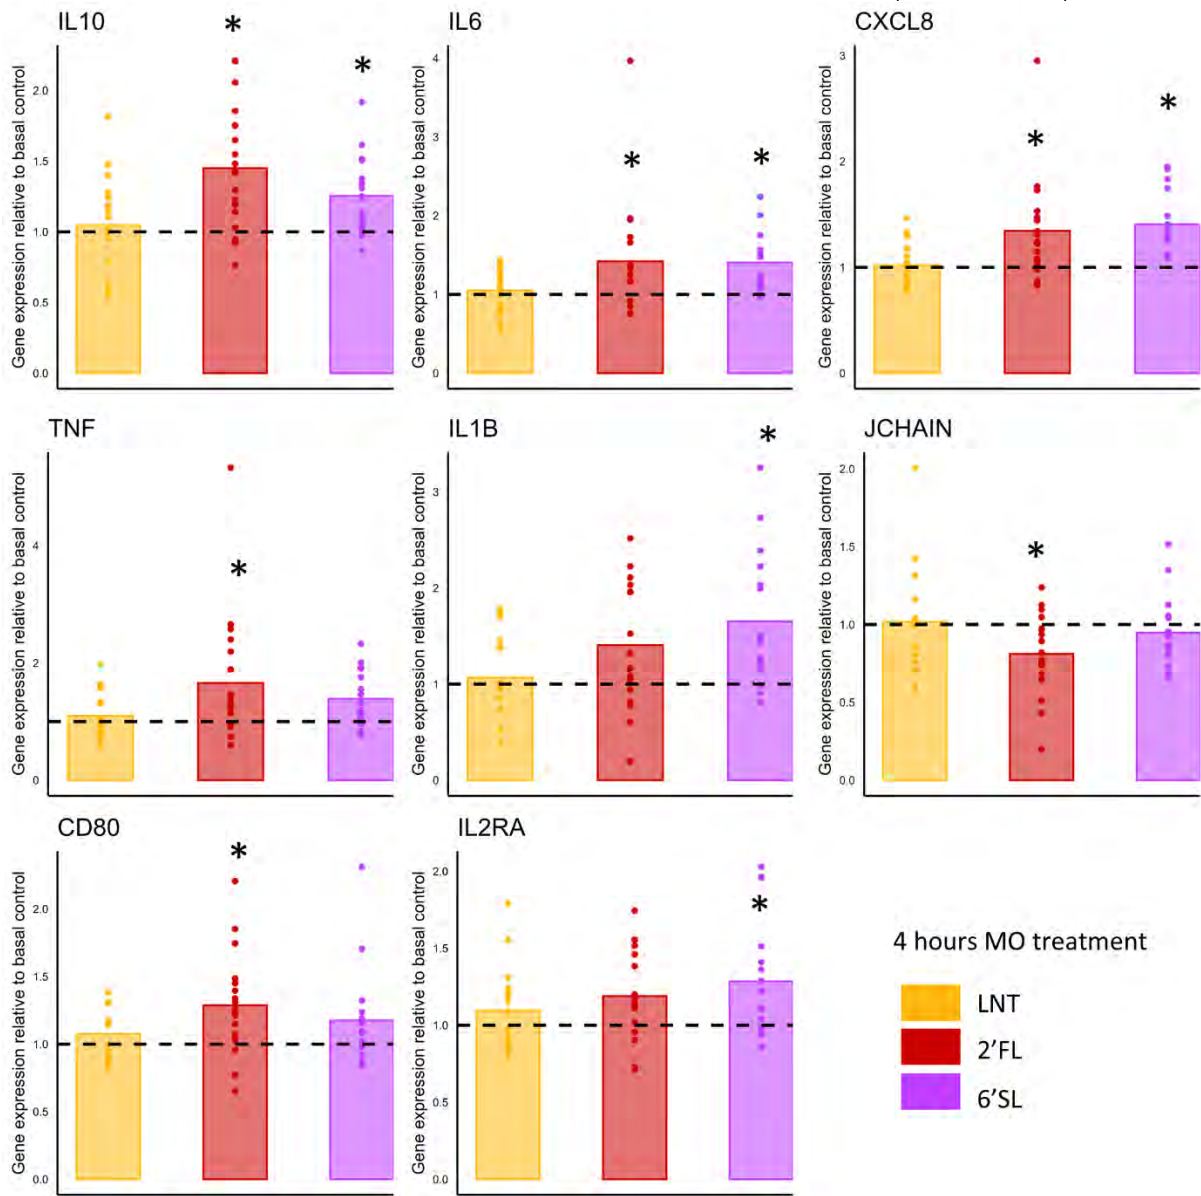 IL10
*
*
Gene expression relative to basal control
2.0
1.5
1.0
0.5
0.0
IL6
*
*
Gene expression relative to basal control
4
3
2
1
0
CXCL8
*
*
Gene expression relative to basal control
3
2
1
0
TNF
*
Gene expression relative to basal control
4
2
0
IL1B
*
Gene expression relative to basal control
3
2
1
0
JCHAIN
*
Gene expression relative to basal control
2.0
1.5
1.0
0.5
0.0
CD80
*
Gene expression relative to basal control
2.0
1.5
1.0
0.5
0.0
IL2RA
*
Gene expression relative to basal control
2.0
1.5
1.0
0.5
0.0
4 hours MO treatment
LNT
2'FL
6'SL